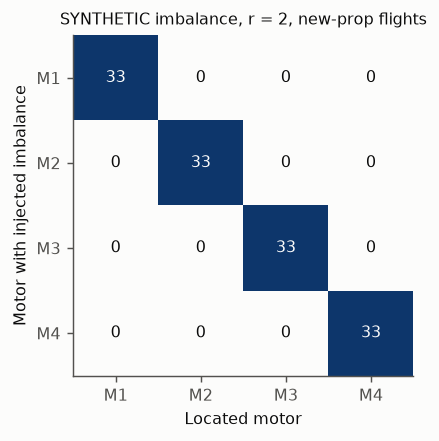 SYNTHETIC imbalance, r = 2, new-prop flights
Motor with injected imbalance
M1 33 0 0 0
M2 0 33 0 0
M3 0 0 33 0
M4 0 0 0 33
M1 M2 M3 M4
Located motor